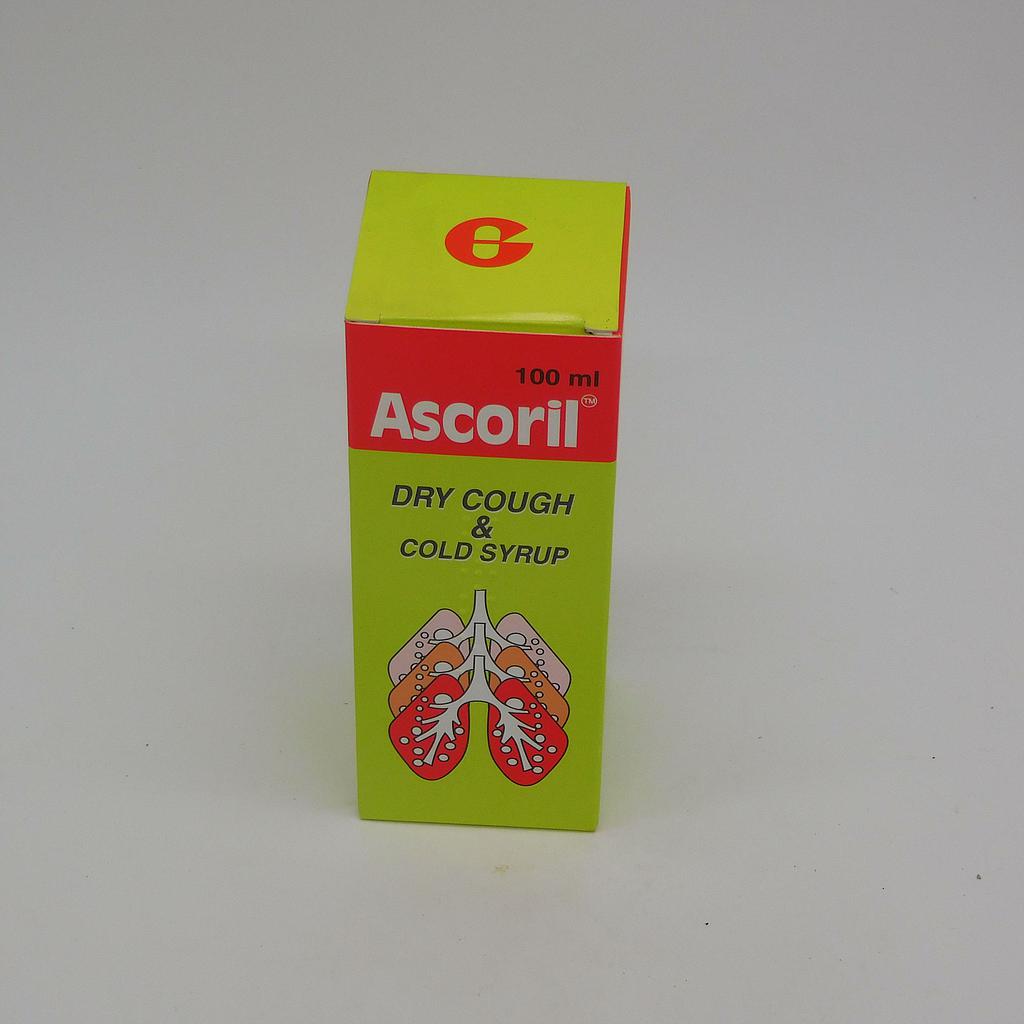 100 ml
Ascoril™
DRY COUGH
&
COLD SYRUP